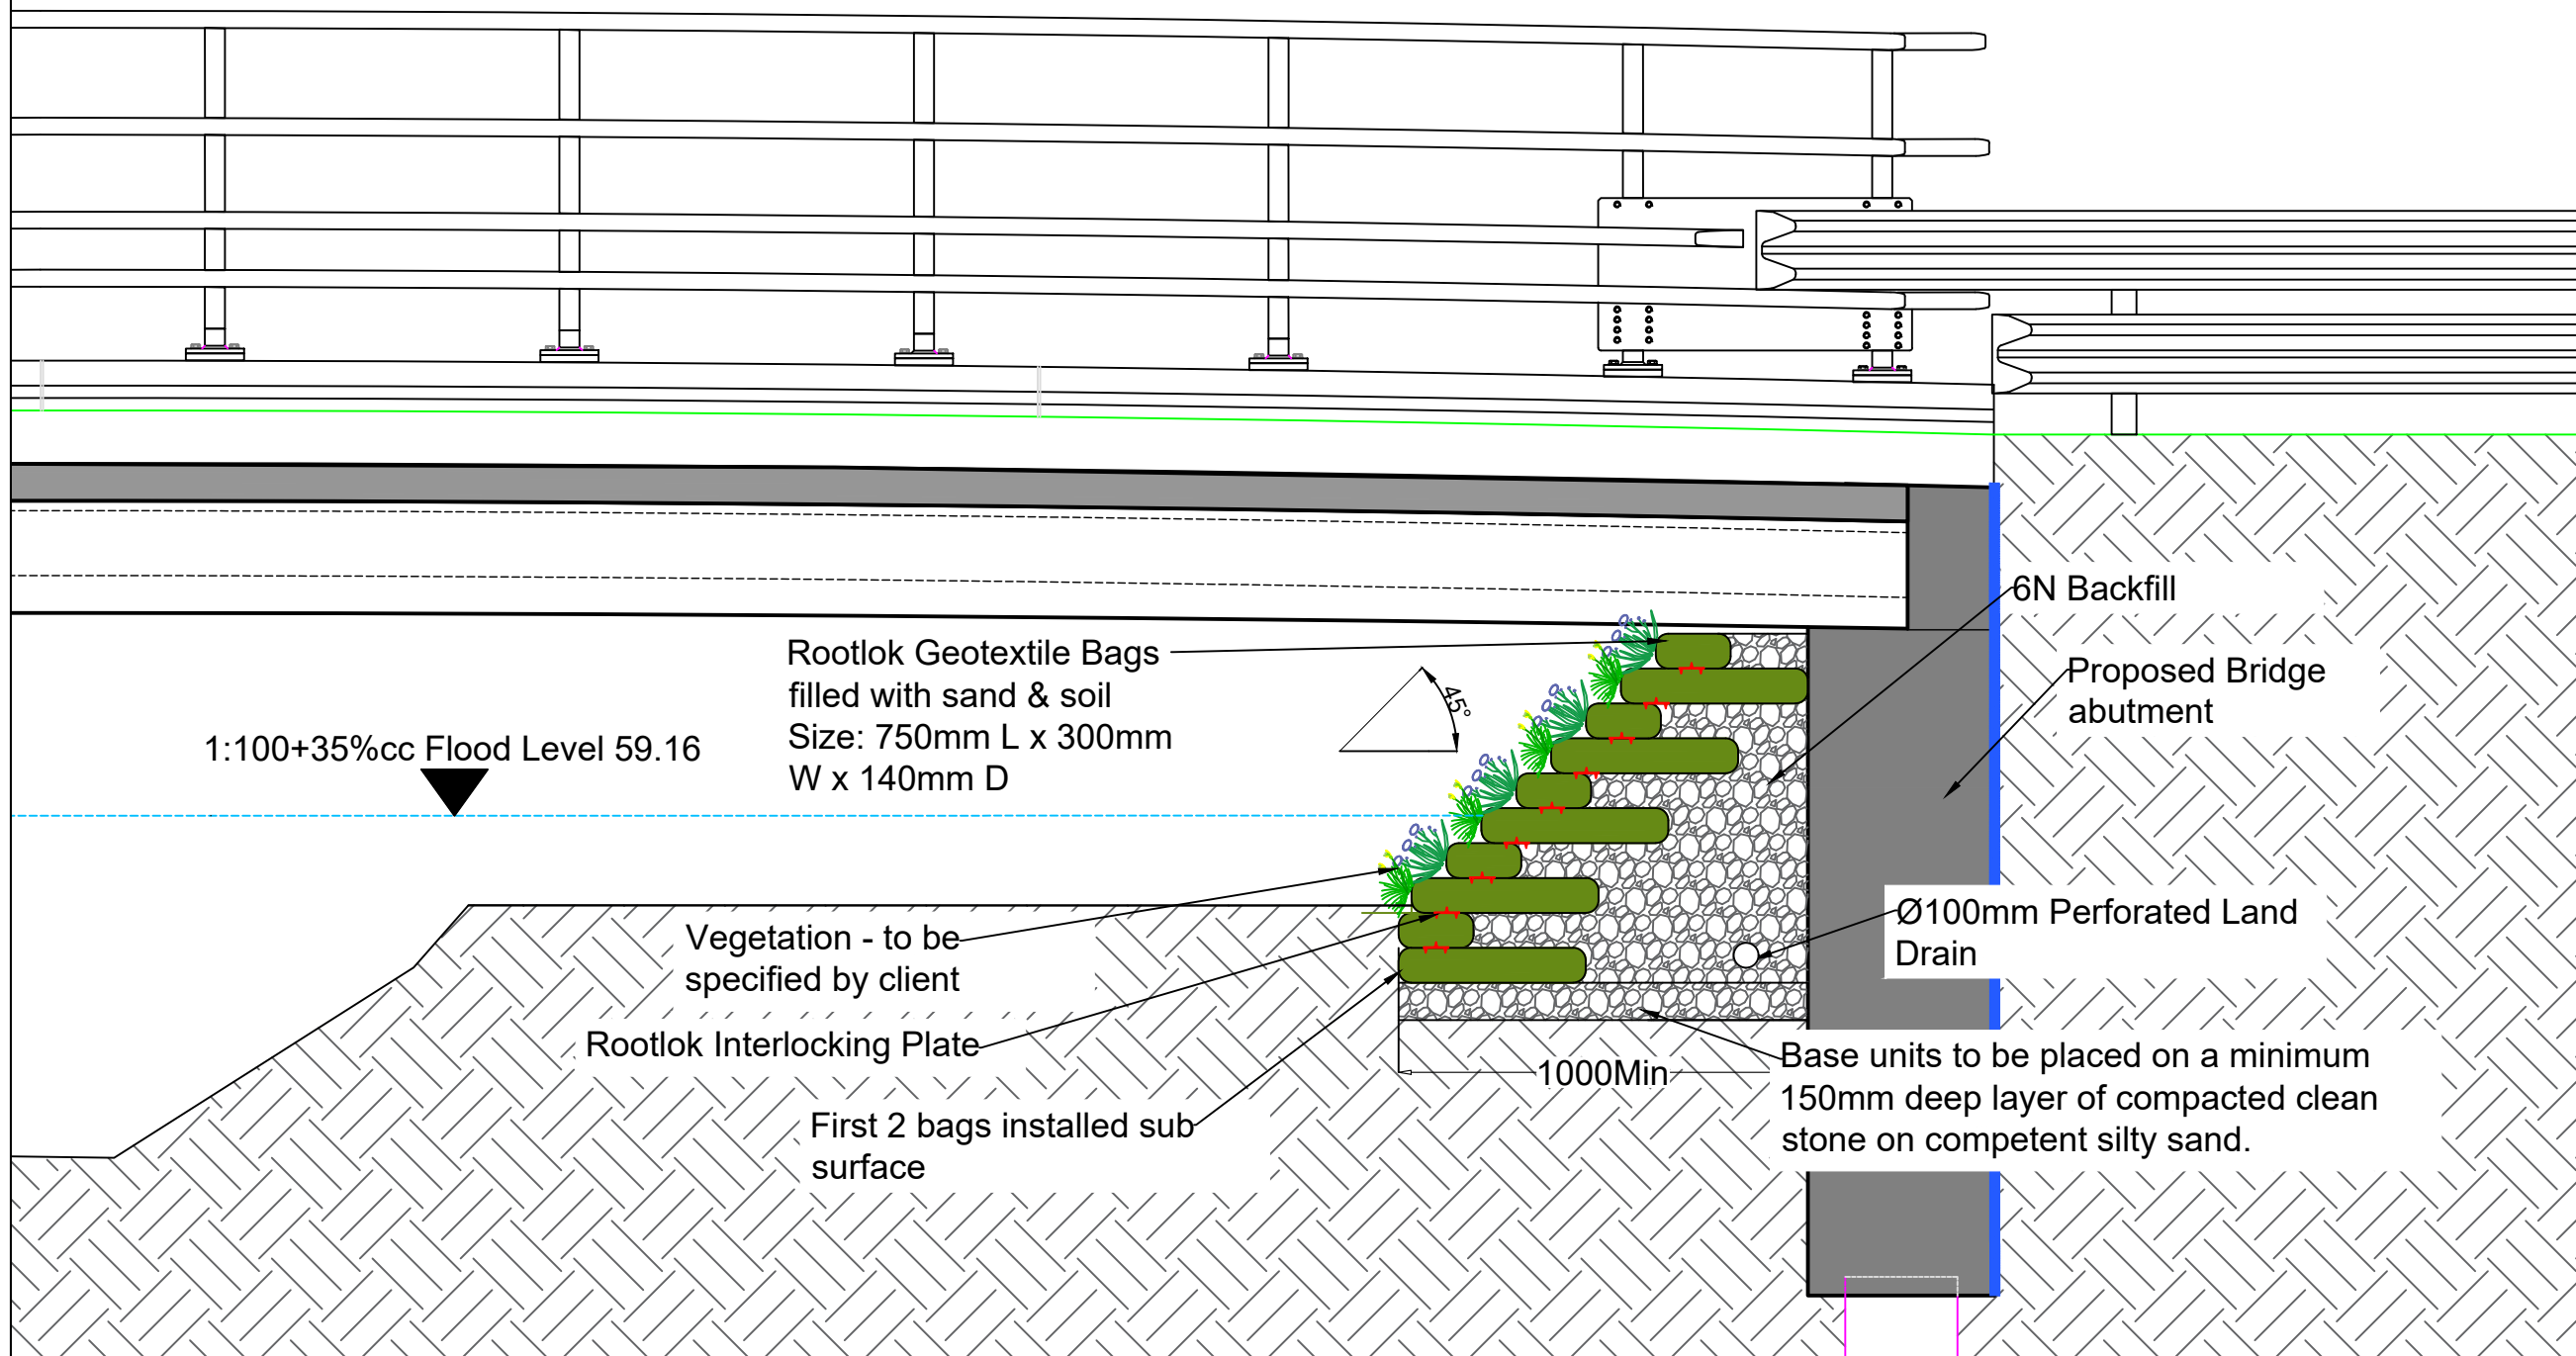 6N Backfill
Rootlok Geotextile Bags
filled with sand & soil
Size: 750mm L x 300mm
W x 140mm D
Proposed Bridge
abutment
45°
1:100+35%cc Flood Level 59.16
Ø100mm Perforated Land
Drain
Vegetation - to be
specified by client
Rootlok Interlocking Plate
1000Min
Base units to be placed on a minimum
150mm deep layer of compacted clean
stone on competent silty sand.
First 2 bags installed sub
surface